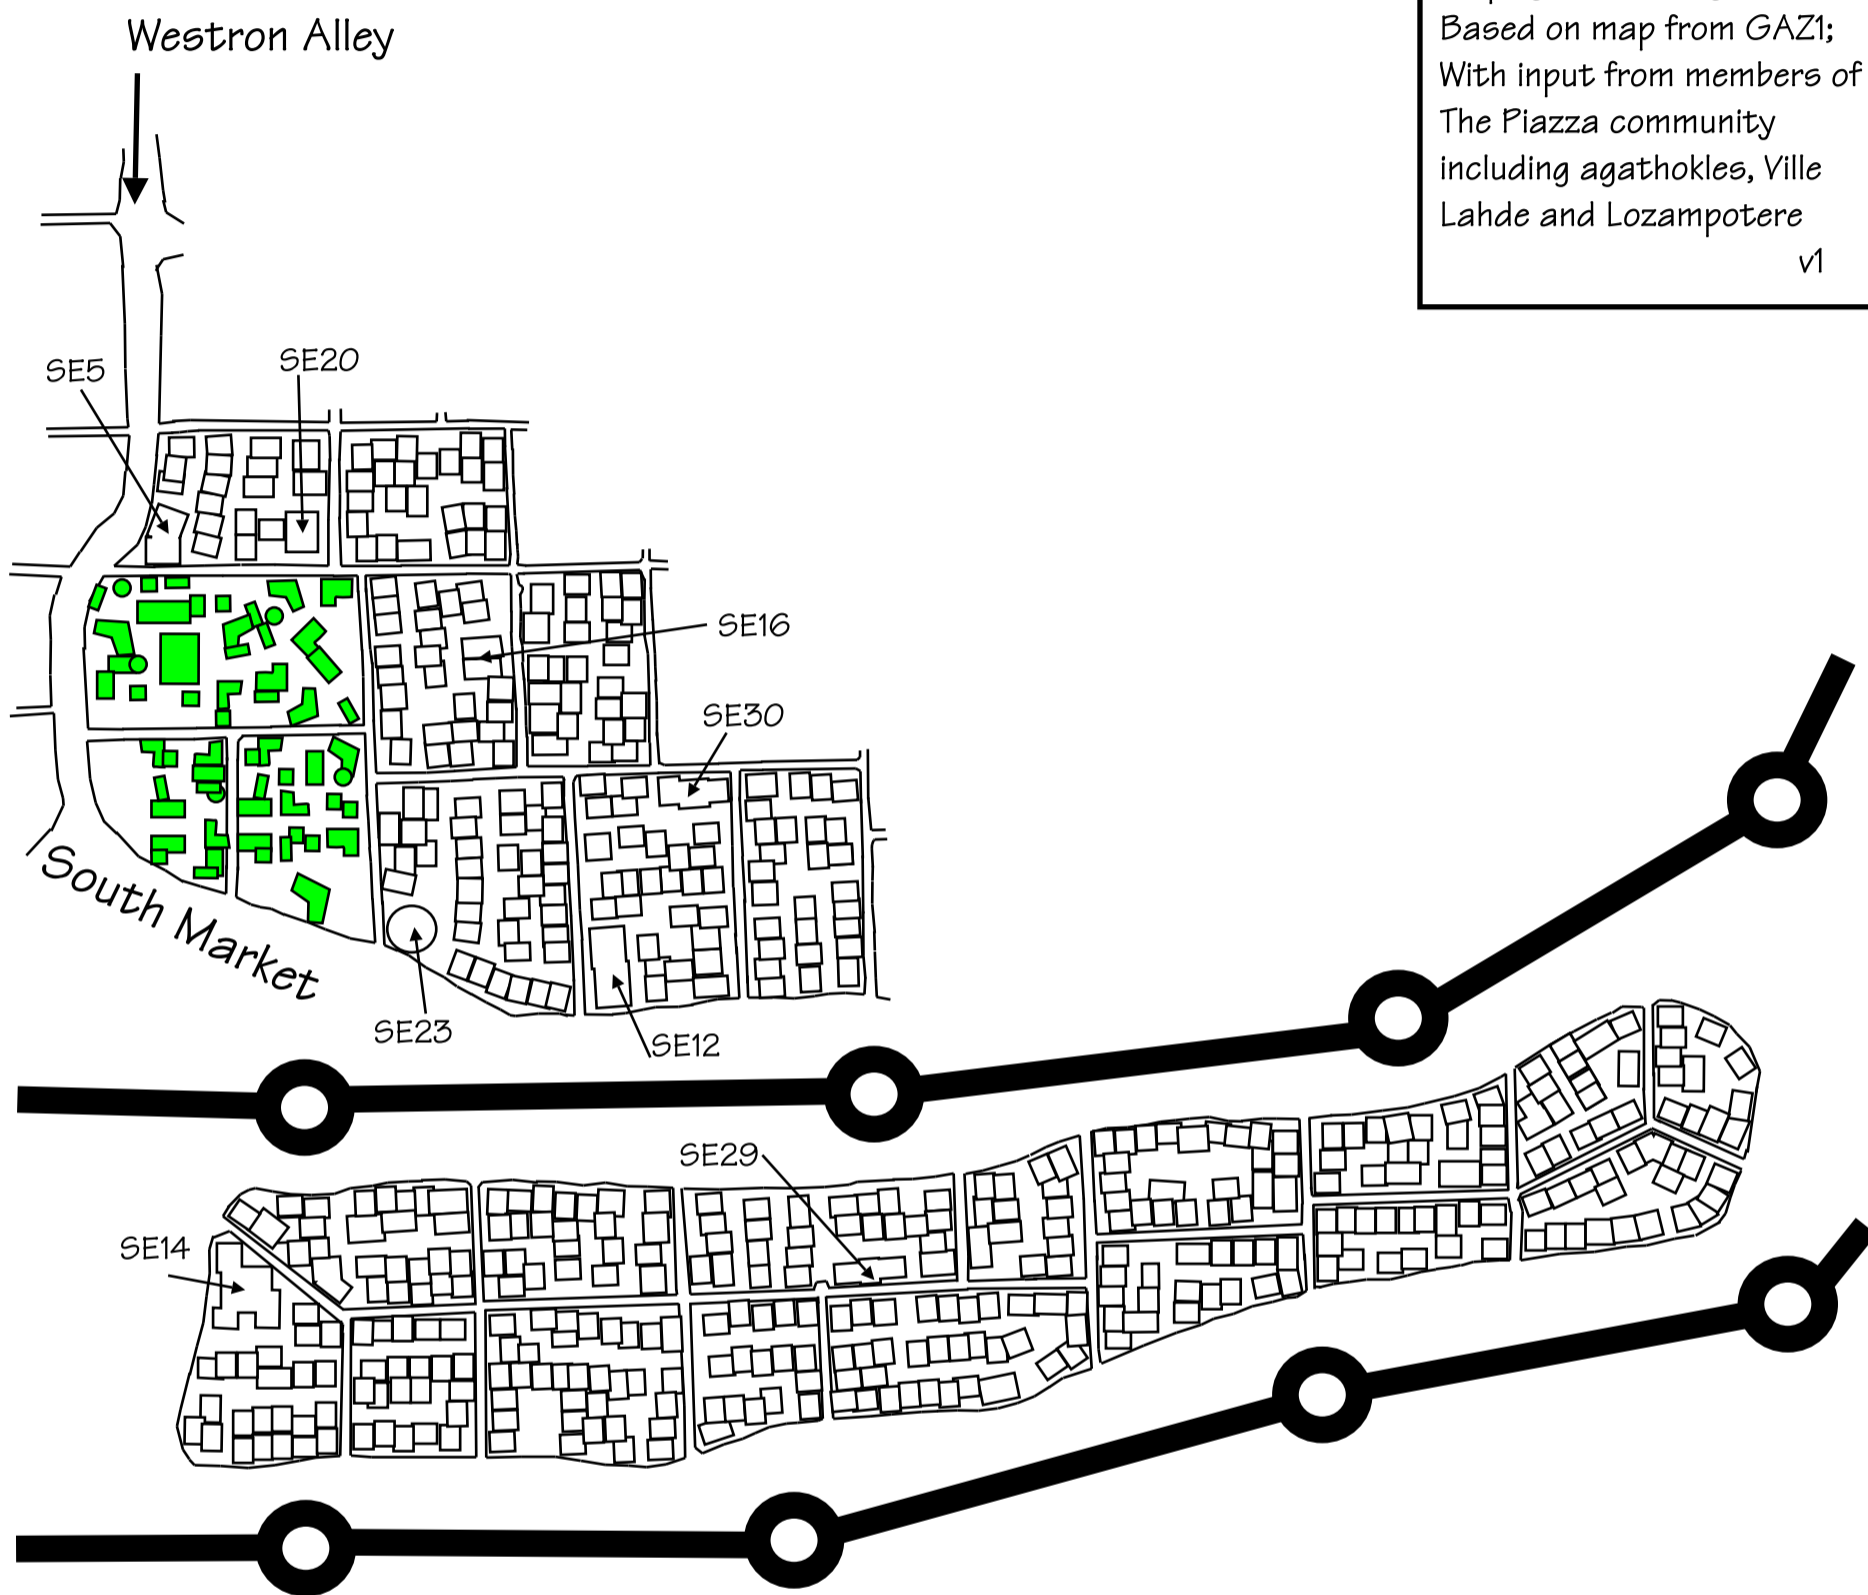 Westron Alley
Based on map from GAZ1;
With input from members of
The Piazza community
including agathokles, Ville
Lahde and Lozampotere
v1
SE5
SE20
SE16
SE30
South Market
SE23
SE12
SE29
SE14